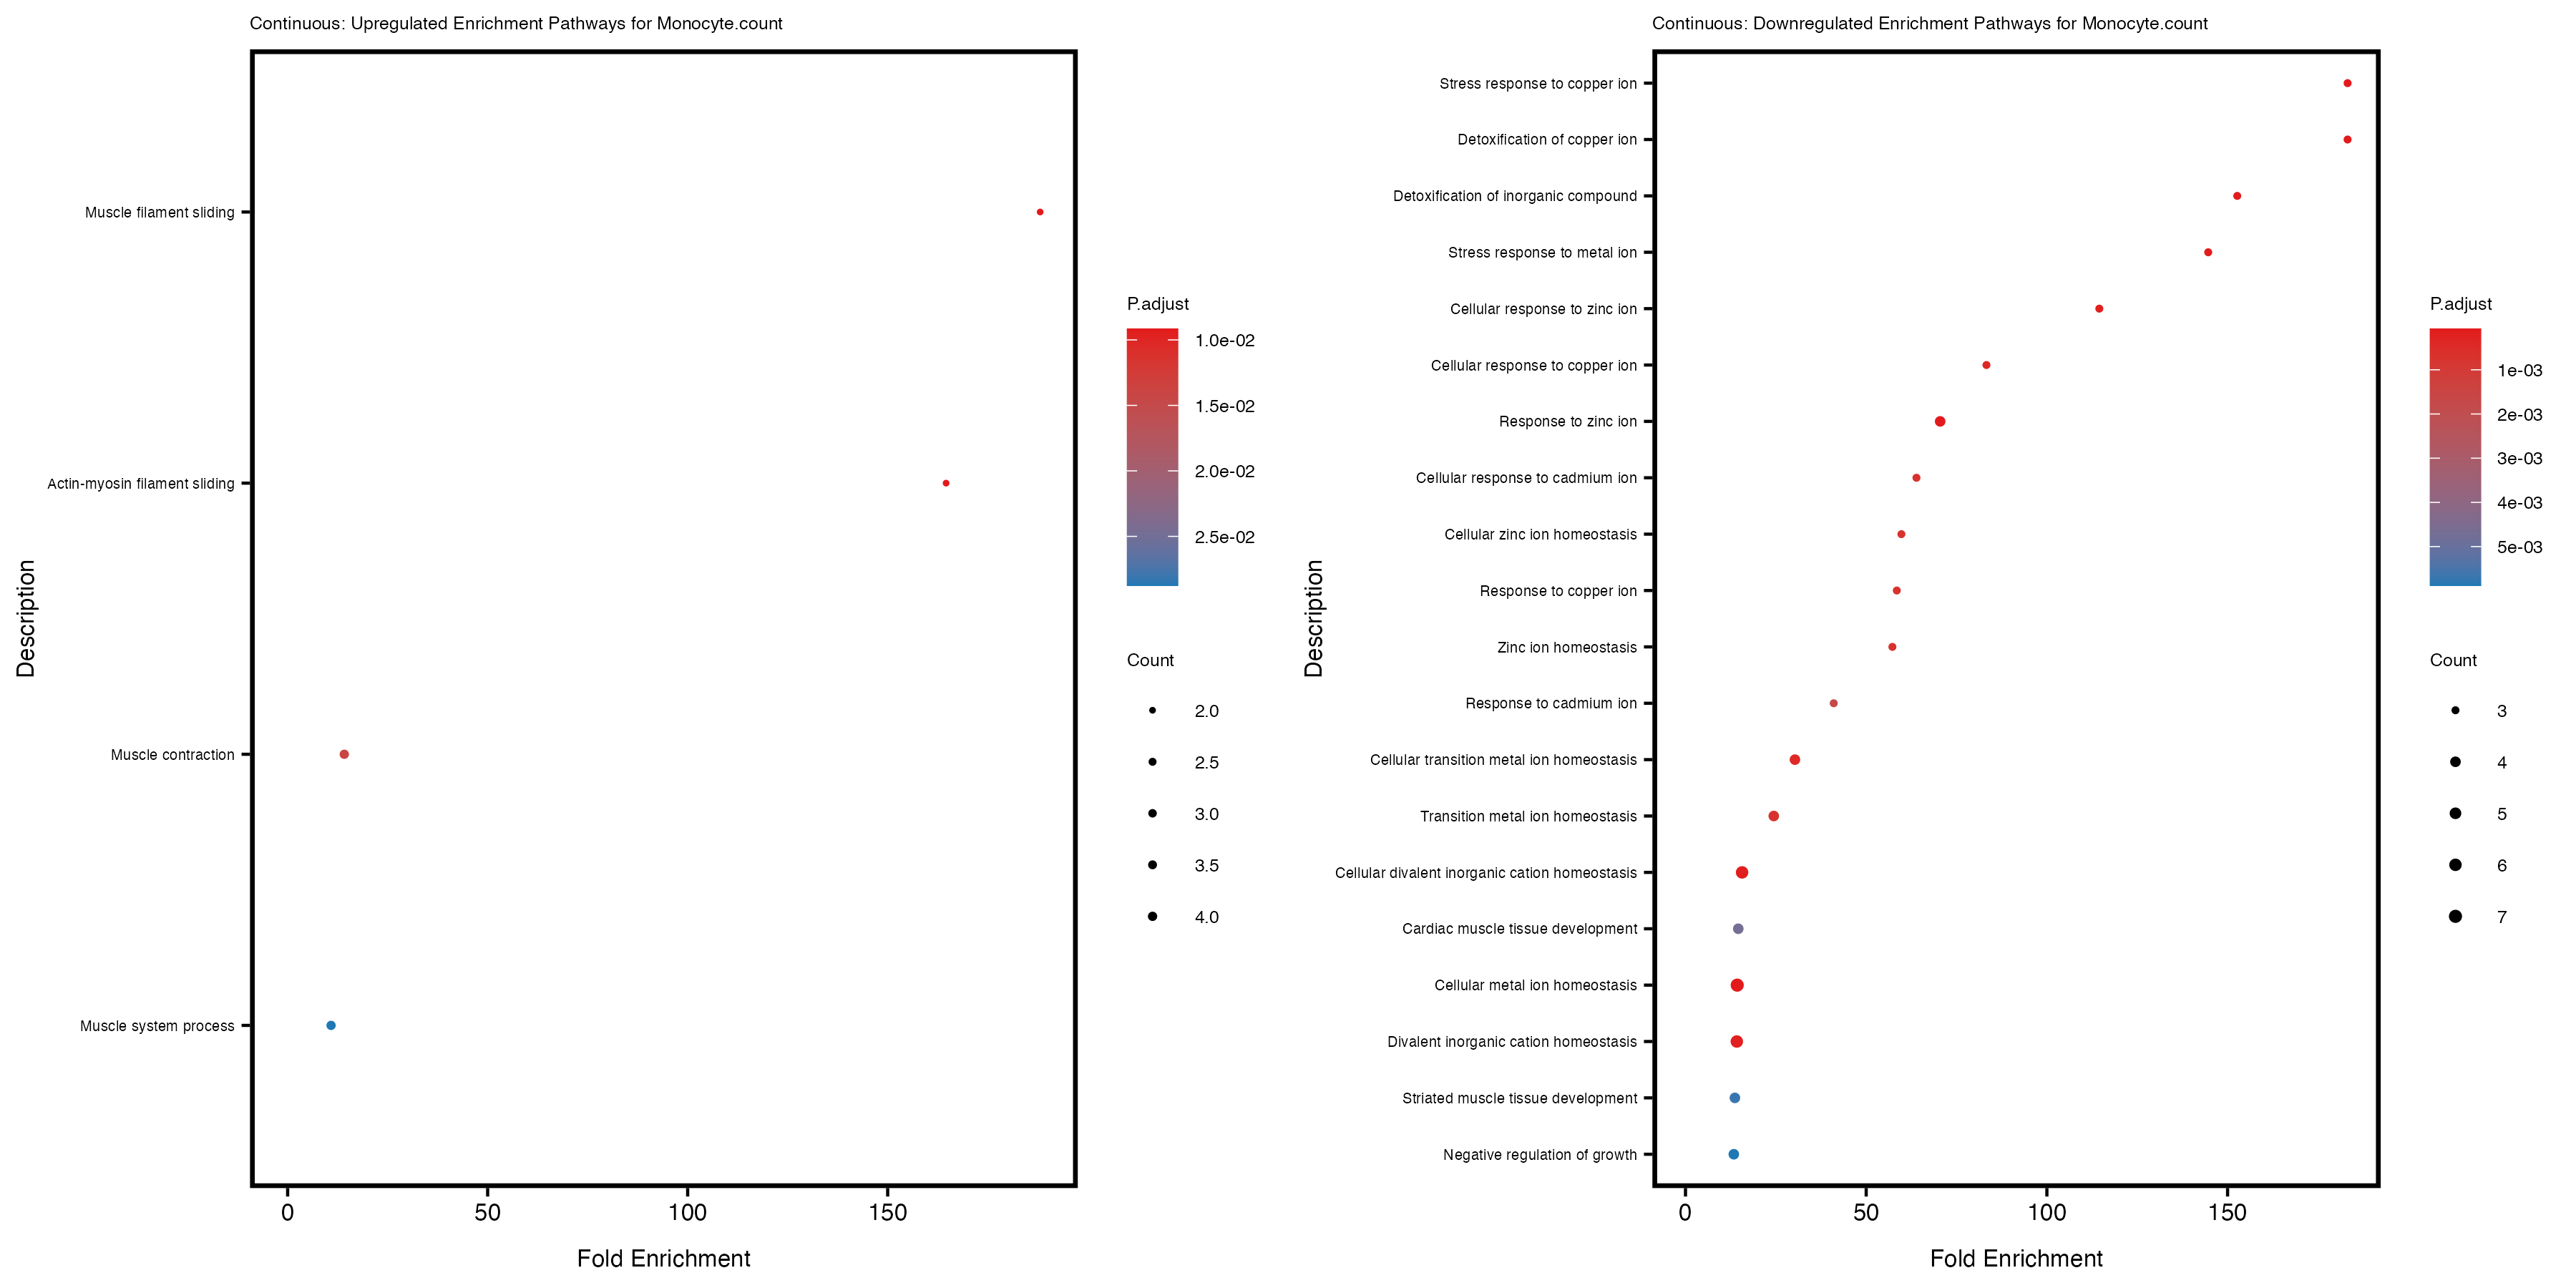 Continuous: Upregulated Enrichment Pathways for Monocyte.count
Description
Muscle filament sliding
Actin-myosin filament sliding
Muscle contraction
Muscle system process
0 50 100 150
Fold Enrichment
P.adjust
1.0e-02
1.5e-02
2.0e-02
2.5e-02
Count
2.0
2.5
3.0
3.5
4.0
Continuous: Downregulated Enrichment Pathways for Monocyte.count
Description
Stress response to copper ion
Detoxification of copper ion
Detoxification of inorganic compound
Stress response to metal ion
Cellular response to zinc ion
Cellular response to copper ion
Response to zinc ion
Cellular response to cadmium ion
Cellular zinc ion homeostasis
Response to copper ion
Zinc ion homeostasis
Response to cadmium ion
Cellular transition metal ion homeostasis
Transition metal ion homeostasis
Cellular divalent inorganic cation homeostasis
Cardiac muscle tissue development
Cellular metal ion homeostasis
Divalent inorganic cation homeostasis
Striated muscle tissue development
Negative regulation of growth
0 50 100 150
Fold Enrichment
P.adjust
1e-03
2e-03
3e-03
4e-03
5e-03
Count
3
4
5
6
7